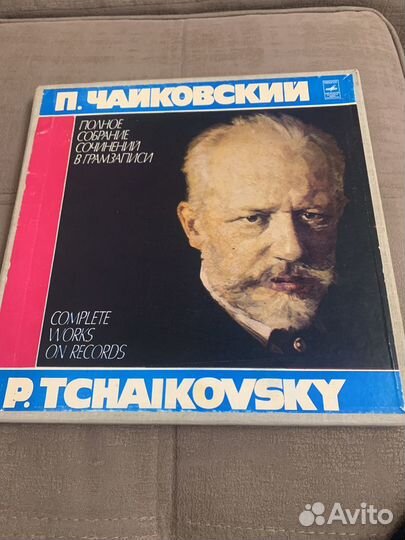 П. ЧАЙКОВСКИЙ
ПОЛНОЕ
СОБРАНИЕ
СОЧИНЕНИЙ
В ГРАМЗАПИСИ
COMPLETE
WORKS
ON RECORDS
P. TCHAIKOVSKY
Avito